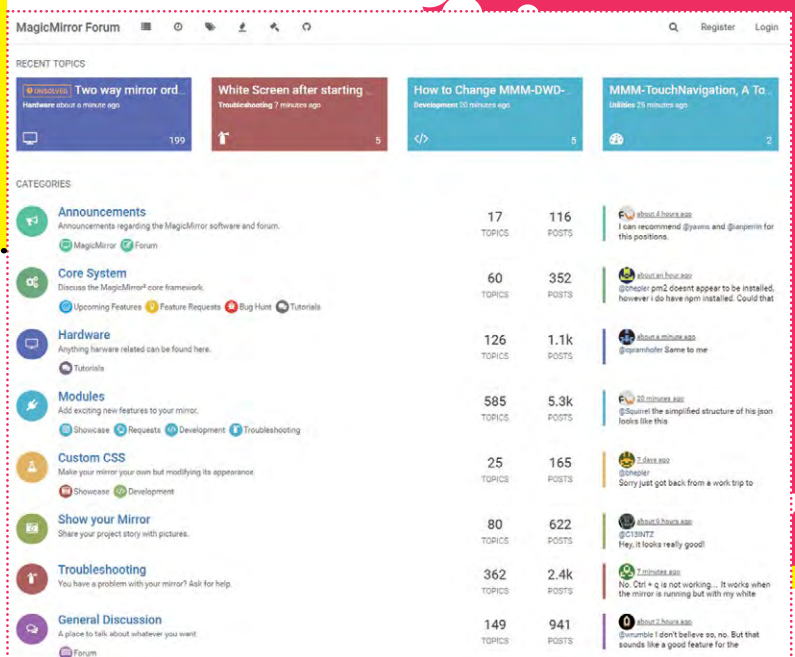 MagicMirror Forum
Register Login
RECENT TOPICS
UNSOLVED Two way mirror ord...
Hardware about a minute ago
199
White Screen after starting ...
Troubleshooting 7 minutes ago
5
How to Change MMM-DWD-...
Development 20 minutes ago
5
MMM-TouchNavigation, A To...
Utilities 25 minutes ago
2
CATEGORIES
Announcements
Announcements regarding the MagicMirror software and forum.
MagicMirror Forum
17 TOPICS
116 POSTS
about 4 hours ago
I can recommend @yawns and @ianperrin for
this positions.
Core System
Discuss the MagicMirror² core framework.
Upcoming Features Feature Requests Bug Hunt Tutorials
60 TOPICS
352 POSTS
about an hour ago
@bhepler pm2 doesnt appear to be installed,
however i do have npm installed. Could that
Hardware
Anything harware related can be found here.
Tutorials
126 TOPICS
1.1k POSTS
about a minute ago
Same to me
Modules
Add exciting new features to your mirror.
Showcase Requests Development Troubleshooting
585 TOPICS
5.3k POSTS
20 minutes ago
@Squirrel the simplified structure of his json
looks like this
Custom CSS
Make your mirror your own but modifying its appearance
Showcase Development
25 TOPICS
165 POSTS
7 days ago
@bhepler
Sorry just got back from a work trip to
Show your Mirror
Share your project story with pictures.
80 TOPICS
622 POSTS
about 9 hours ago
@C13INTZ
Hey, it looks really good!
Troubleshooting
You have a problem with your mirror? Ask for help.
362 TOPICS
2.4k POSTS
7 minutes ago
No. Ctrl + q is not working... It works when
the mirror is running but with my white
General Discussion
A place to talk about whatever you want
Forum
149 TOPICS
941 POSTS
about 2 hours ago
@wrumble I don't believe so, no. But that
sounds like a good feature for the